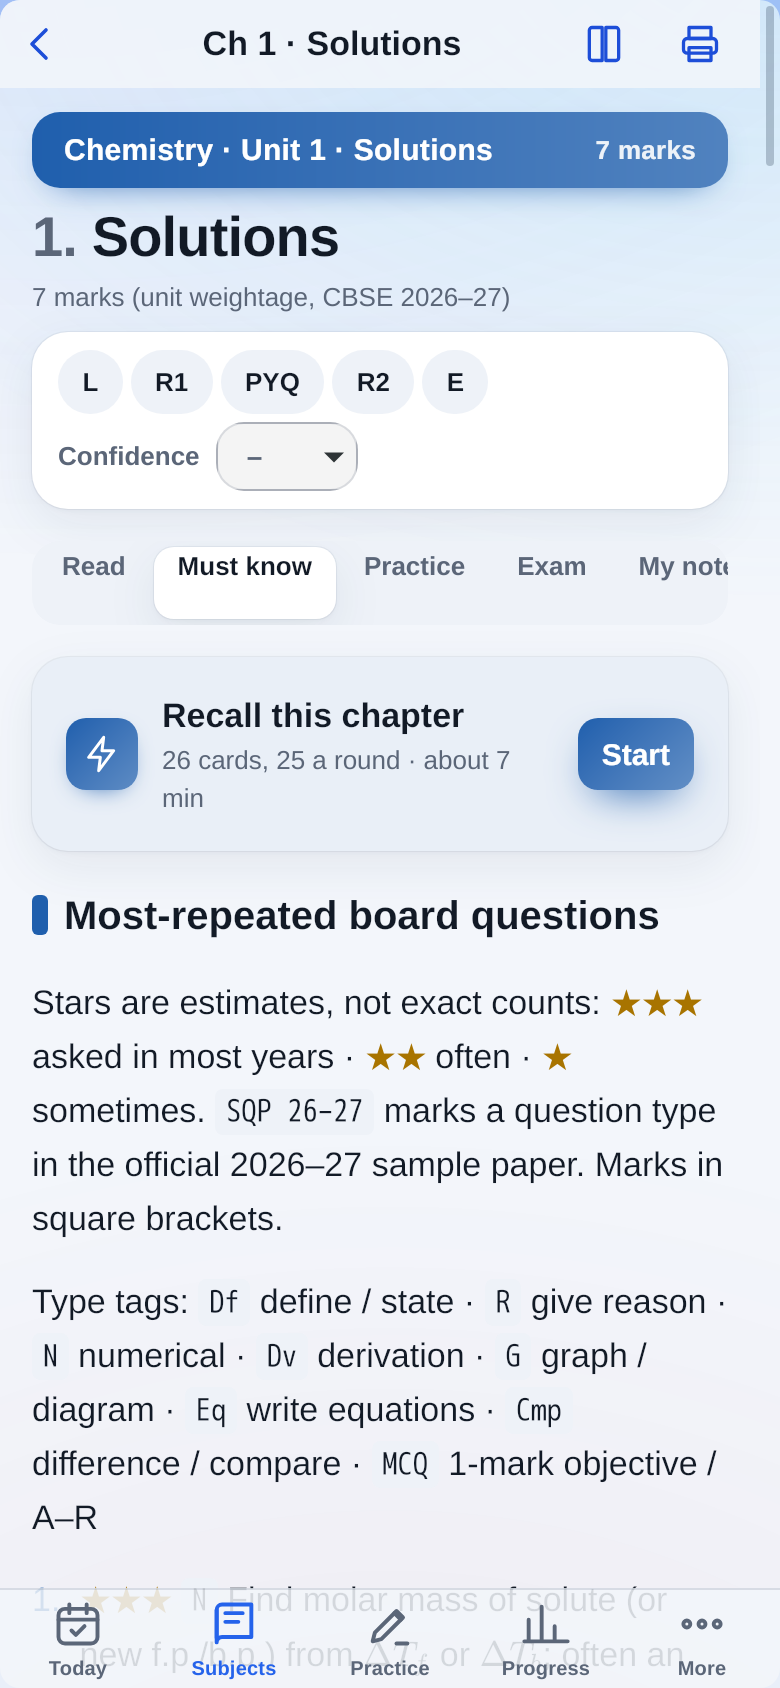 Ch 1 · Solutions
Chemistry · Unit 1 · Solutions 7 marks
1. Solutions
7 marks (unit weightage, CBSE 2026–27)
L R1 PYQ R2 E
Confidence –
Read Must know Practice Exam My note
Recall this chapter
26 cards, 25 a round · about 7
min
Start
Most-repeated board questions
Stars are estimates, not exact counts: ★★★
asked in most years · ★★ often · ★
sometimes. SQP 26–27 marks a question type
in the official 2026–27 sample paper. Marks in
square brackets.
Type tags: Df define / state · R give reason ·
N numerical · Dv derivation · G graph /
diagram · Eq write equations · Cmp
difference / compare · MCQ 1-mark objective /
A–R
1. ★★★ N Find molar mass of solute (or
new f.p./b.p.) from ΔT_f or ΔT_b; often an
Today Subjects Practice Progress More